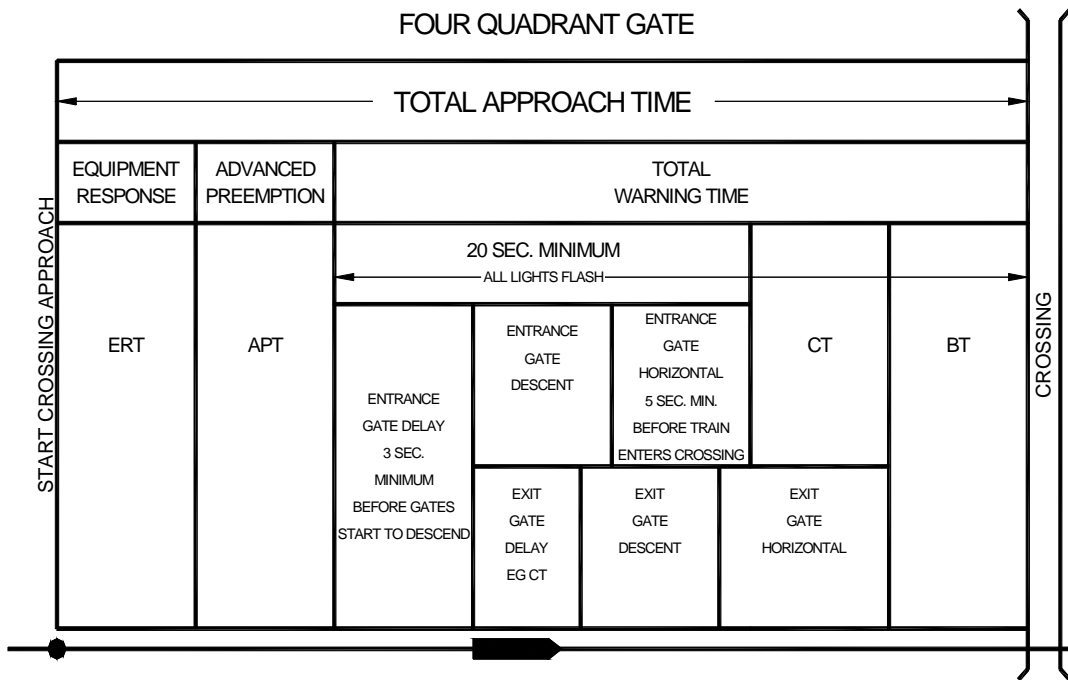 FOUR QUADRANT GATE
TOTAL APPROACH TIME
EQUIPMENT
RESPONSE
ADVANCED
PREEMPTION
TOTAL
WARNING TIME
START CROSSING APPROACH
ERT
APT
20 SEC. MINIMUM
ALL LIGHTS FLASH
ENTRANCE
GATE DELAY
3 SEC.
MINIMUM
BEFORE GATES
START TO DESCEND
ENTRANCE
GATE
DESCENT
ENTRANCE
GATE
HORIZONTAL
5 SEC. MIN.
BEFORE TRAIN
ENTERS CROSSING
CT
BT
EXIT
GATE
DELAY
EG CT
EXIT
GATE
DESCENT
EXIT
GATE
HORIZONTAL
CROSSING